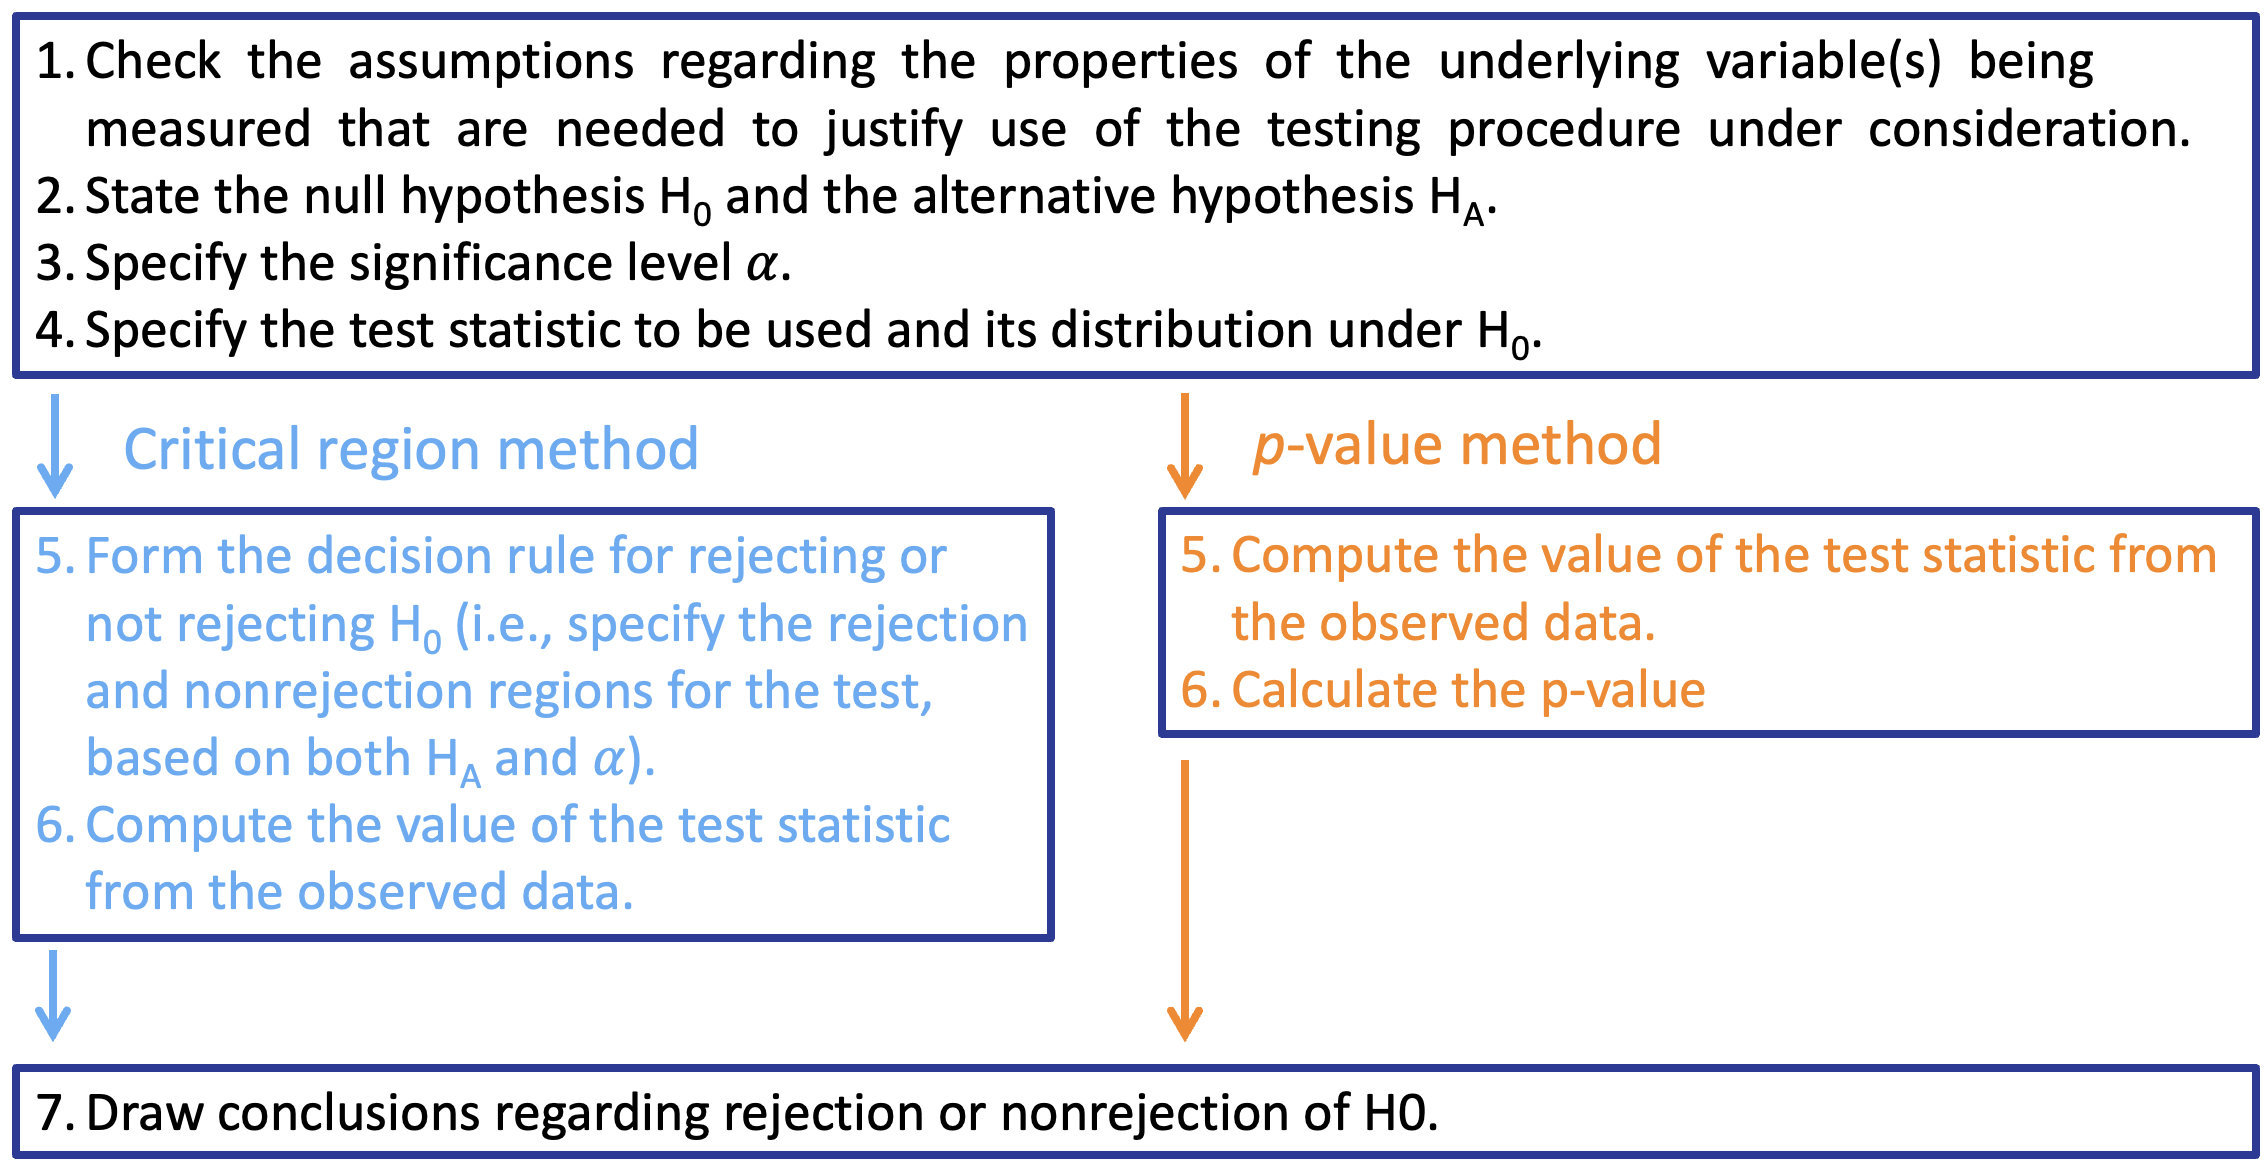 1. Check the assumptions regarding the properties of the underlying variable(s) being
measured that are needed to justify use of the testing procedure under consideration.
2. State the null hypothesis H₀ and the alternative hypothesis H_A.
3. Specify the significance level α.
4. Specify the test statistic to be used and its distribution under H₀.
Critical region method
5. Form the decision rule for rejecting or
not rejecting H₀ (i.e., specify the rejection
and nonrejection regions for the test,
based on both H_A and α).
6. Compute the value of the test statistic
from the observed data.
p-value method
5. Compute the value of the test statistic from
the observed data.
6. Calculate the p-value
7. Draw conclusions regarding rejection or nonrejection of H0.